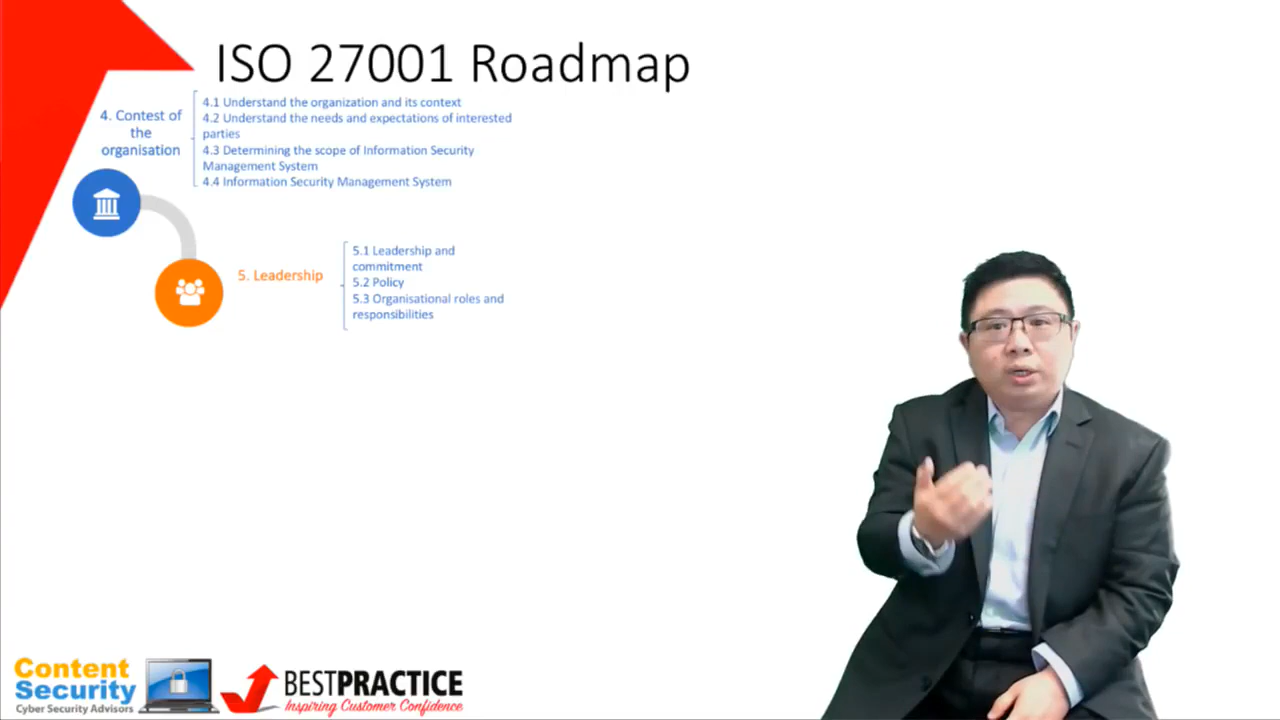 ISO 27001 Roadmap
4. Contest of
the
organisation
4.1 Understand the organization and its context
4.2 Understand the needs and expectations of interested
parties
4.3 Determining the scope of Information Security
Management System
4.4 Information Security Management System
5. Leadership
5.1 Leadership and
commitment
5.2 Policy
5.3 Organisational roles and
responsibilities
Content
Security
Cyber Security Advisors
BESTPRACTICE
Inspiring Customer Confidence